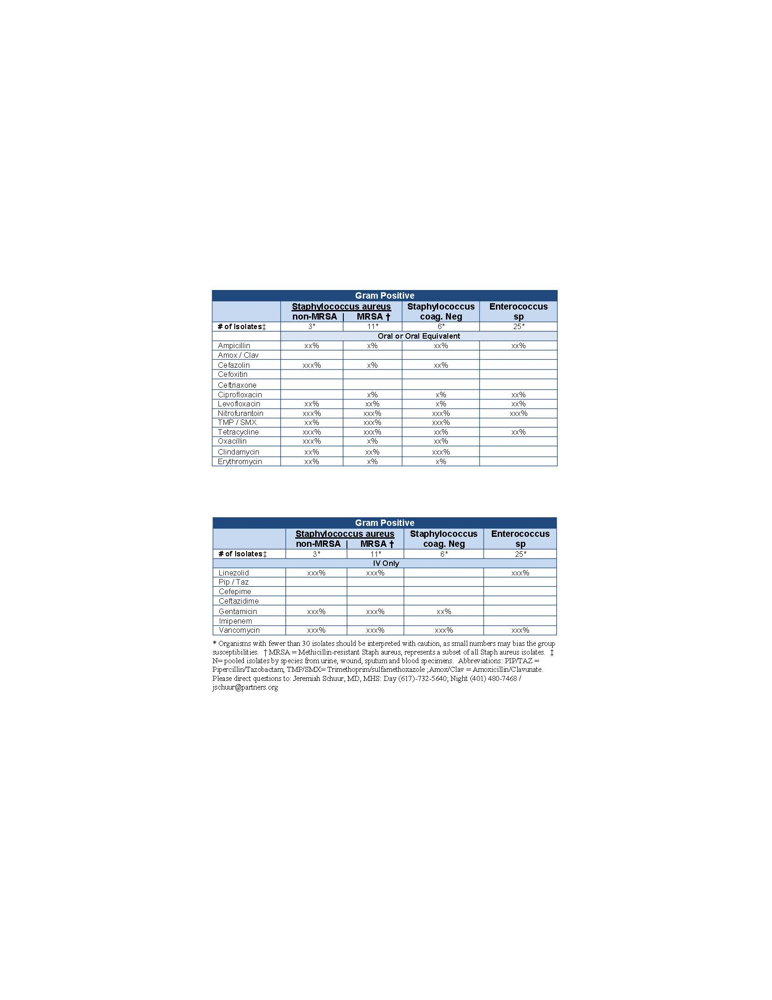 Gram Positive
Staphylococcus aureus Staphylococcus Enterococcus
non-MRSA | MRSA † coag. Neg sp
# of Isolates‡ 3* 11* 6* 25*
Oral or Oral Equivalent
Ampicillin xx% x% xx% xx%
Amox / Clav
Cefazolin xxx% x% xx%
Cefoxitin
Ceftriaxone
Ciprofloxacin x% x% xx%
Levofloxacin xx% xx% x% xx%
Nitrofurantoin xxx% xxx% xxx% xxx%
TMP / SMX xx% xxx% xxx%
Tetracycline xxx% xxx% xx% xx%
Oxacillin xxx% x% xx%
Clindamycin xx% xx% xxx%
Erythromycin xx% x% x%
Gram Positive
Staphylococcus aureus Staphylococcus Enterococcus
non-MRSA | MRSA † coag. Neg sp
# of Isolates‡ 3* 11* 6* 25*
IV Only
Linezolid xxx% xxx% xxx%
Pip / Taz
Cefepime
Ceftazidime
Gentamicin xxx% xxx% xx%
Imipenem
Vancomycin xxx% xxx% xxx% xxx%
* Organisms with fewer than 30 isolates should be interpreted with caution, as small numbers may bias the group
susceptibilities. † MRSA = Methicillin-resistant Staph aureus, represents a subset of all Staph aureus isolates. ‡
N= pooled isolates by species from urine, wound, sputum and blood specimens. Abbreviations: PIP/TAZ =
Pipercillin/Tazobactam; TMP/SMX= Trimethoprim/sulfamethoxazole ;Amox/Clav = Amoxicillin/Clavunate.
Please direct questions to: Jeremiah Schuur, MD, MHS: Day (617)-732-5640; Night (401) 480-7468 /
jschuur@partners.org